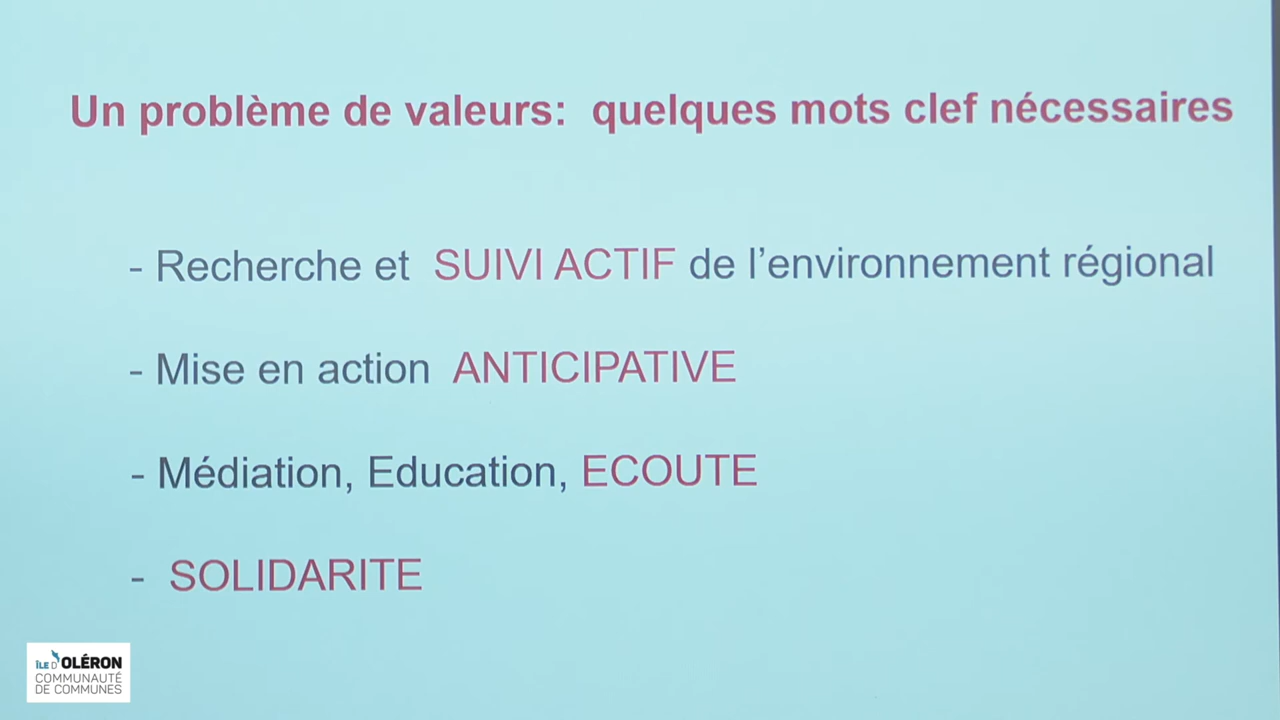 Un problème de valeurs: quelques mots clef nécessaires
- Recherche et SUIVI ACTIF de l'environnement régional
- Mise en action ANTICIPATIVE
- Médiation, Education, ECOUTE
- SOLIDARITE
ÎLE D'OLÉRON
COMMUNAUTÉ
DE COMMUNES